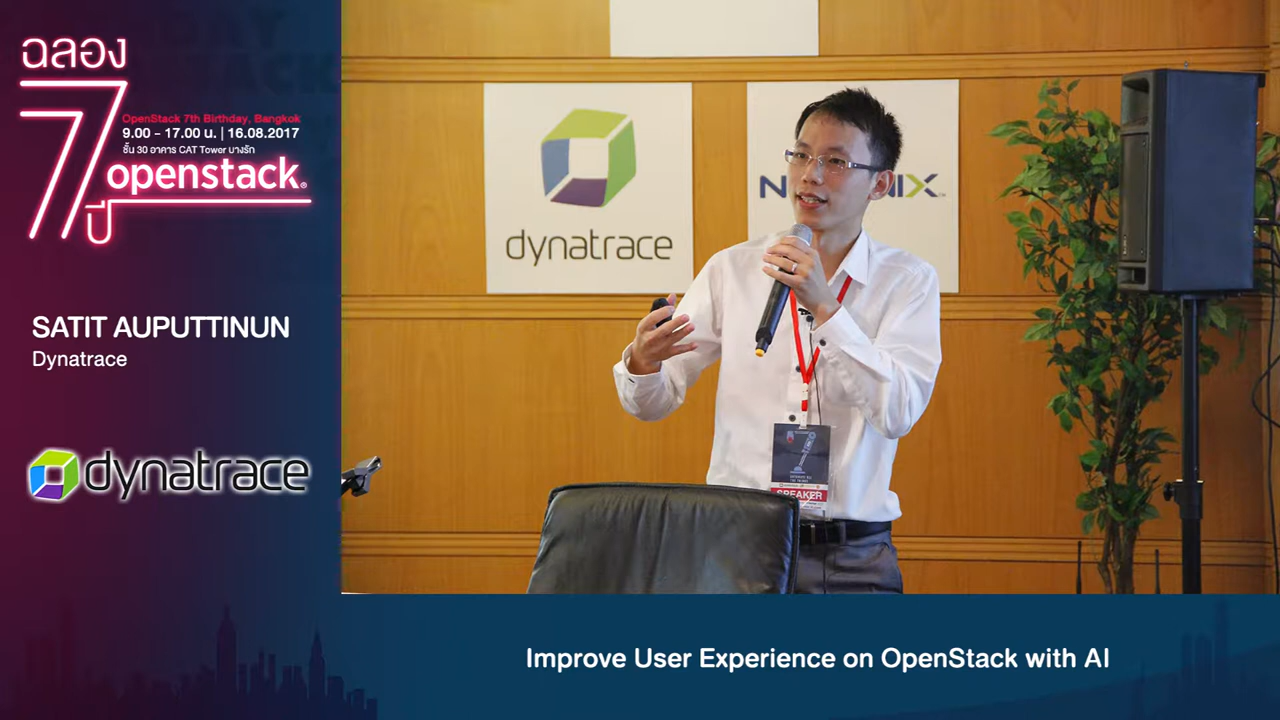 ฉลอง
7 ปี
OpenStack 7th Birthday, Bangkok
9.00 - 17.00 น. | 16.08.2017
ชั้น 30 อาคาร CAT Tower บางรัก
openstack®
SATIT AUPUTTINUN
Dynatrace
dynatrace
dynatrace
SPEAKER
Improve User Experience on OpenStack with AI